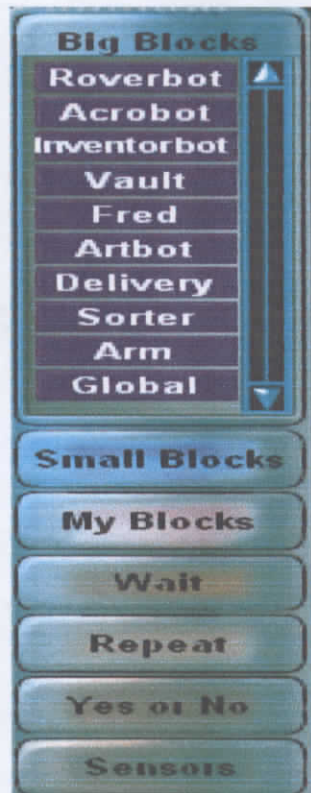 Big Blocks
Roverbot
Acrobot
Inventorbot
Vault
Fred
Artbot
Delivery
Sorter
Arm
Global
Small Blocks
My Blocks
Wait
Repeat
Yes or No
Sensors